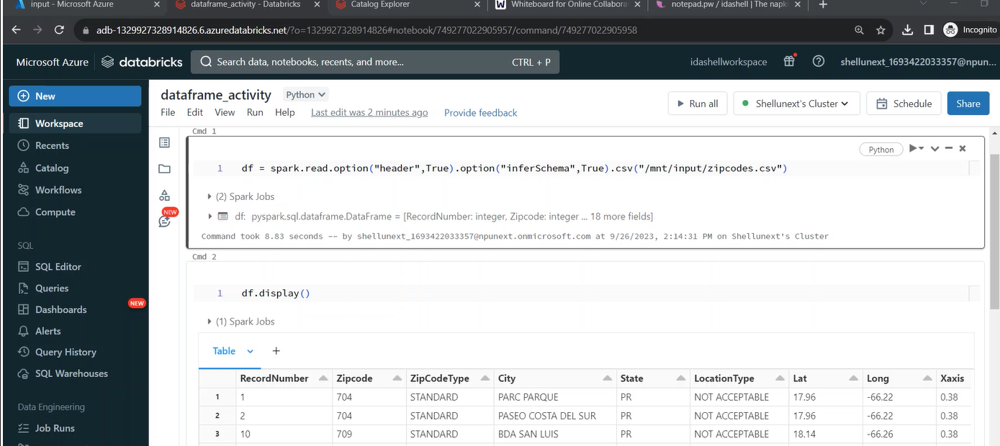 input - Microsoft Azure
dataframe_activity - Databricks
Catalog Explorer
Whiteboard for Online Collabora
notepad.pw / idashell | The napk
adb-1329927328914826.6.azuredatabricks.net/?o=1329927328914826#notebook/749277022905957/command/749277022905958
Incognito
Microsoft Azure
databricks
Search data, notebooks, recents, and more...
CTRL + P
idashellworkspace
shellunext_1693422033357@npun...
New
Workspace
Recents
Catalog
Workflows
Compute
SQL
SQL Editor
Queries
Dashboards
NEW
Alerts
Query History
SQL Warehouses
Data Engineering
Job Runs
dataframe_activity
Python
File Edit View Run Help Last edit was 2 minutes ago Provide feedback
Run all
Shellunext's Cluster
Schedule
Share
NEW
Cmd 1
Python
1 df = spark.read.option("header",True).option("inferSchema",True).csv("/mnt/input/zipcodes.csv")
(2) Spark Jobs
df: pyspark.sql.dataframe.DataFrame = [RecordNumber: integer, Zipcode: integer ... 18 more fields]
Command took 8.83 seconds -- by shellunext_1693422033357@npunext.onmicrosoft.com at 9/26/2023, 2:14:31 PM on Shellunext's Cluster
Cmd 2
1 df.display()
(1) Spark Jobs
Table +
RecordNumber Zipcode ZipCodeType City State LocationType Lat Long Xaxis
1 1 704 STANDARD PARC PARQUE PR NOT ACCEPTABLE 17.96 -66.22 0.38
2 2 704 STANDARD PASEO COSTA DEL SUR PR NOT ACCEPTABLE 17.96 -66.22 0.38
3 10 709 STANDARD BDA SAN LUIS PR NOT ACCEPTABLE 18.14 -66.26 0.38